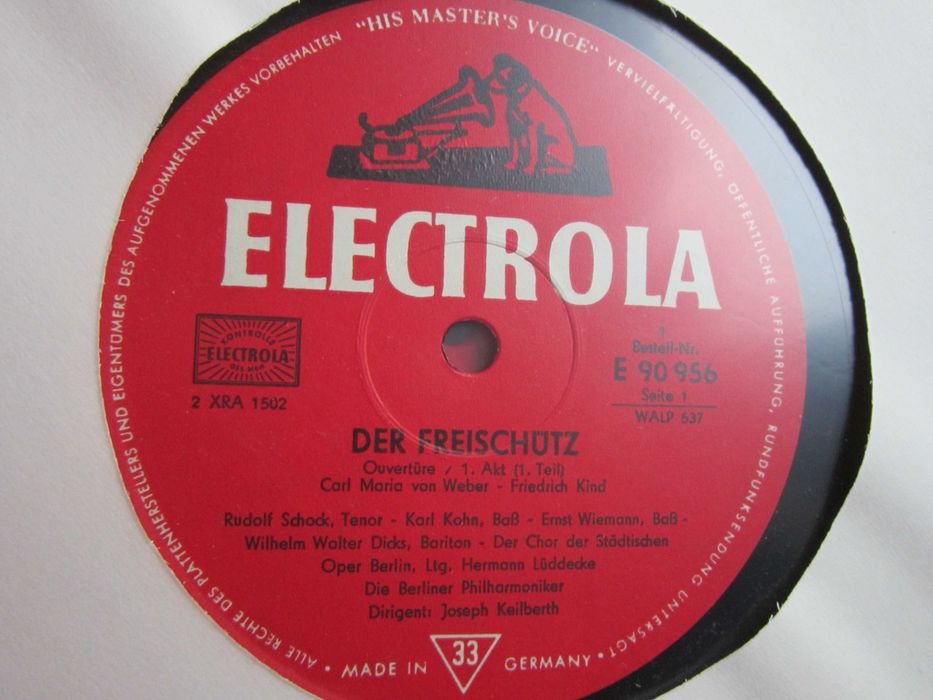 • ALLE RECHTE DES PLATTENHERSTELLERS UND EIGENTÜMERS DES AUFGENOMMENEN WERKES VORBEHALTEN "HIS MASTER'S VOICE" VERVIELFÄLTIGUNG, ÖFFENTLICHE AUFFÜHRUNG, RUNDFUNKSENDUNG UNTERSAGT •
ELECTROLA
KONTROLLE
ELECTROLA
GES.M.B.H.
2 XRA 1502
1
Bestell-Nr.
E 90 956
Seite 1
WALP 537
DER FREISCHÜTZ
Ouvertüre / 1. Akt (1. Teil)
Carl Maria von Weber - Friedrich Kind
Rudolf Schock, Tenor - Karl Kohn, Baß - Ernst Wiemann, Baß -
Wilhelm Walter Dicks, Bariton - Der Chor der Städtischen
Oper Berlin, Ltg. Hermann Lüddecke
Die Berliner Philharmoniker
Dirigent: Joseph Keilberth
MADE IN 33 GERMANY